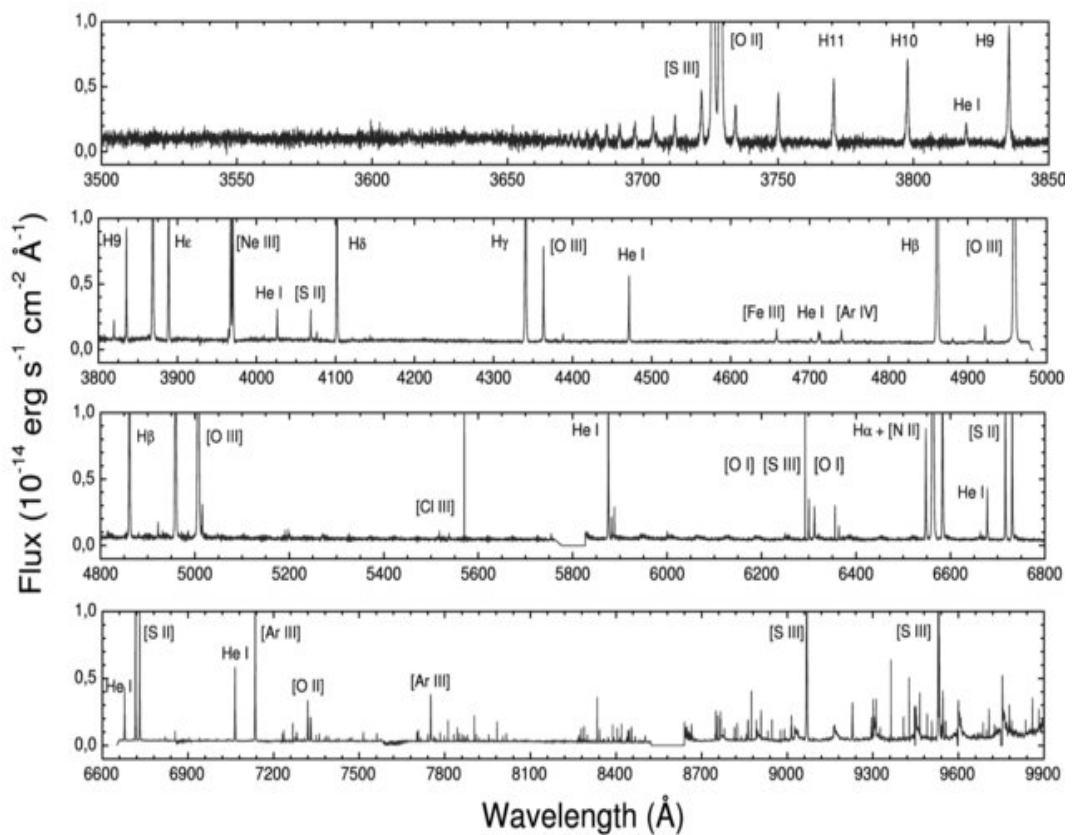 Flux (10⁻¹⁴ erg s⁻¹ cm⁻² Å⁻¹)
1,0
0,5
0,0
[S III]
[O II]
H11
H10
H9
He I
3500 3550 3600 3650 3700 3750 3800 3850
1,0
0,5
0,0
H9
Hε
[Ne III]
He I
[S II]
Hδ
Hγ
[O III]
He I
[Fe III]
He I
[Ar IV]
Hβ
[O III]
3800 3900 4000 4100 4200 4300 4400 4500 4600 4700 4800 4900 5000
1,0
0,5
0,0
Hβ
[O III]
[Cl III]
He I
[O I]
[S III]
[O I]
Hα + [N II]
He I
[S II]
4800 5000 5200 5400 5600 5800 6000 6200 6400 6600 6800
1,0
0,5
0,0
He I
[S II]
He I
[Ar III]
[O II]
[Ar III]
[S III]
[S III]
6600 6900 7200 7500 7800 8100 8400 8700 9000 9300 9600 9900
Wavelength (Å)